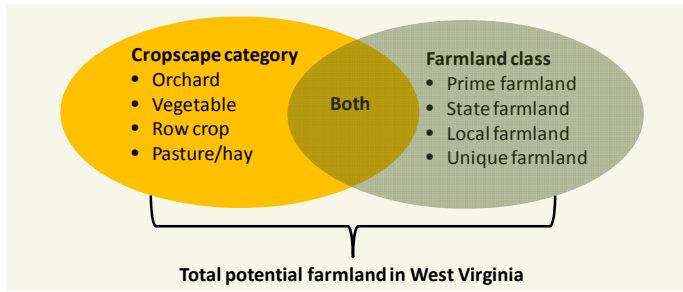 Cropscape category
• Orchard
• Vegetable
• Row crop
• Pasture/hay
Both
Farmland class
• Prime farmland
• State farmland
• Local farmland
• Unique farmland
Total potential farmland in West Virginia